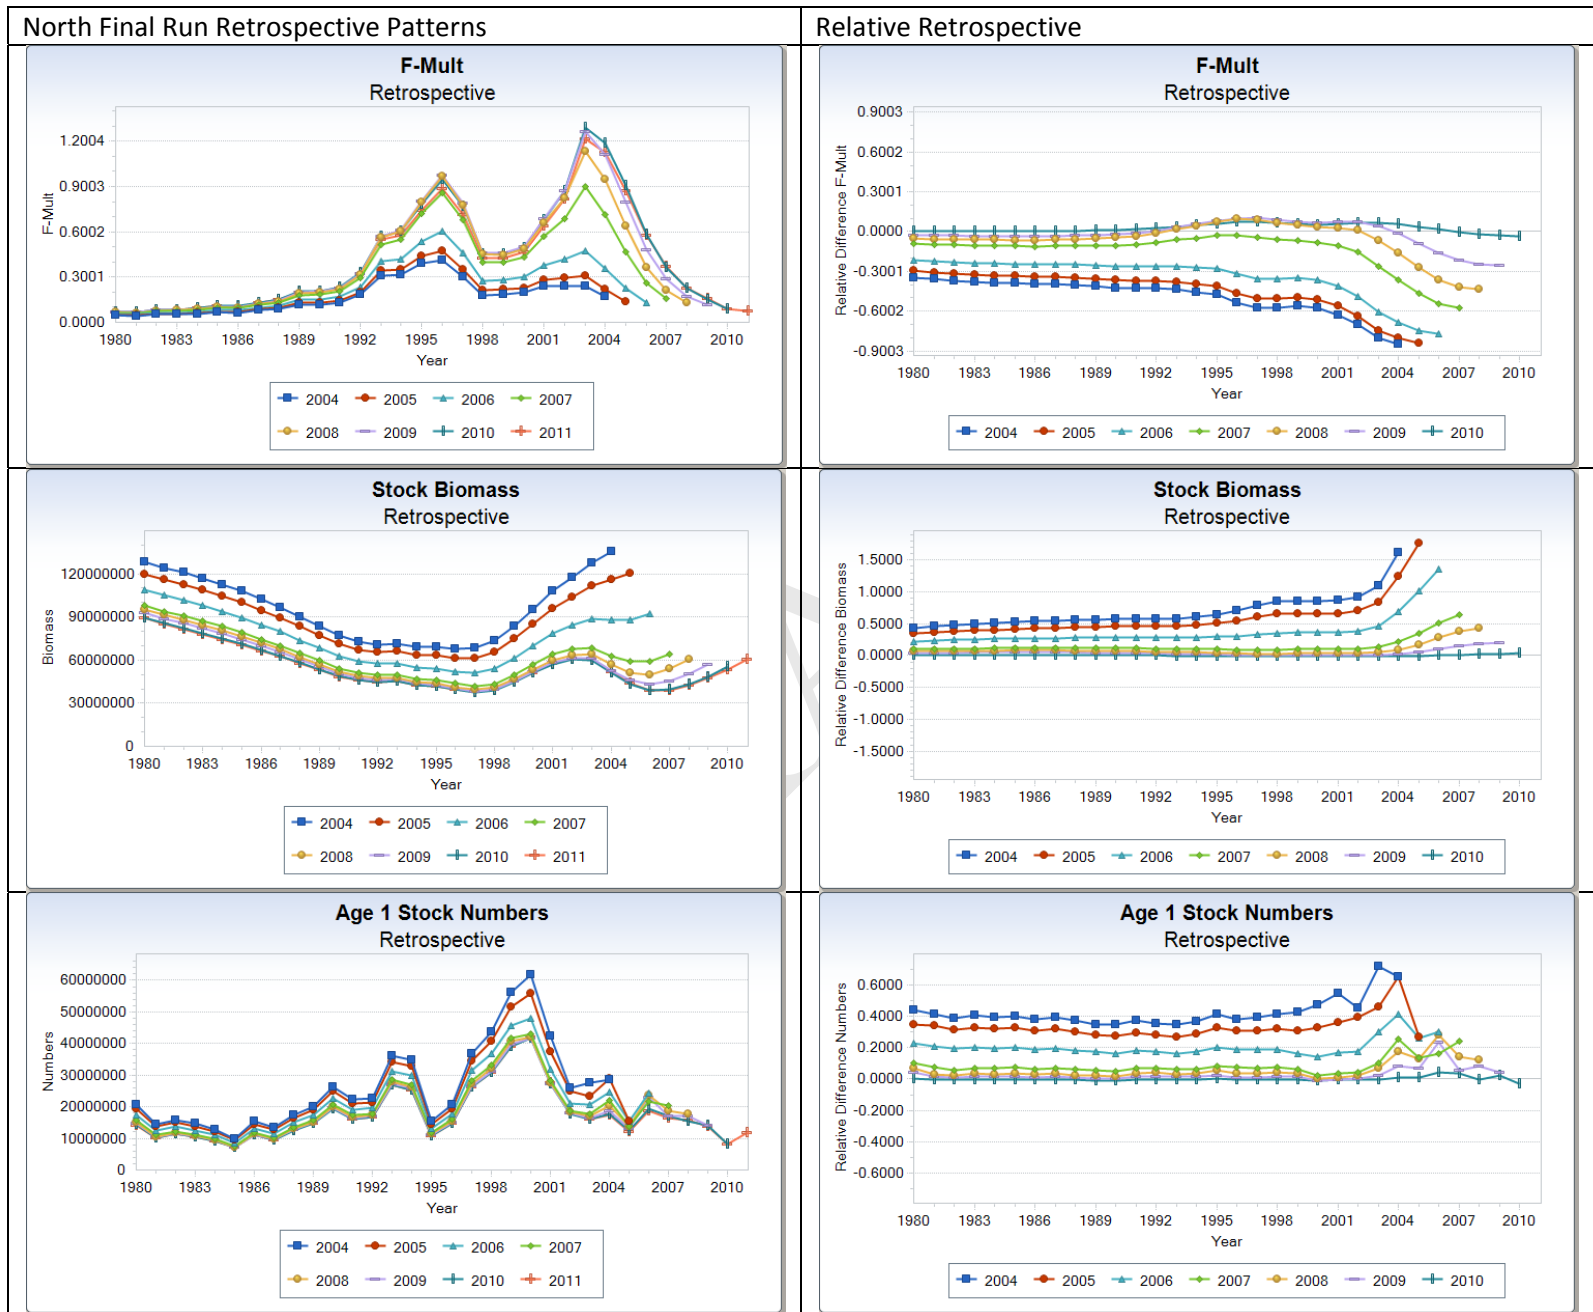 North Final Run Retrospective Patterns
Relative Retrospective
F-Mult
Retrospective
1.2004
0.9003
0.6002
0.3001
0.0000
F-Mult
1980 1983 1986 1989 1992 1995 1998 2001 2004 2007 2010
Year
2004 2005 2006 2007
2008 2009 2010 2011
F-Mult
Retrospective
0.9003
0.6002
0.3001
0.0000
-0.3001
-0.6002
-0.9003
Relative Difference F-Mult
1980 1983 1986 1989 1992 1995 1998 2001 2004 2007 2010
Year
2004 2005 2006 2007 2008 2009 2010
Stock Biomass
Retrospective
120000000
90000000
60000000
30000000
0
Biomass
1980 1983 1986 1989 1992 1995 1998 2001 2004 2007 2010
Year
2004 2005 2006 2007
2008 2009 2010 2011
Stock Biomass
Retrospective
1.5000
1.0000
0.5000
0.0000
-0.5000
-1.0000
-1.5000
Relative Difference Biomass
1980 1983 1986 1989 1992 1995 1998 2001 2004 2007 2010
Year
2004 2005 2006 2007 2008 2009 2010
Age 1 Stock Numbers
Retrospective
60000000
50000000
40000000
30000000
20000000
10000000
0
Numbers
1980 1983 1986 1989 1992 1995 1998 2001 2004 2007 2010
Year
2004 2005 2006 2007
2008 2009 2010 2011
Age 1 Stock Numbers
Retrospective
0.6000
0.4000
0.2000
0.0000
-0.2000
-0.4000
-0.6000
Relative Difference Numbers
1980 1983 1986 1989 1992 1995 1998 2001 2004 2007 2010
Year
2004 2005 2006 2007 2008 2009 2010